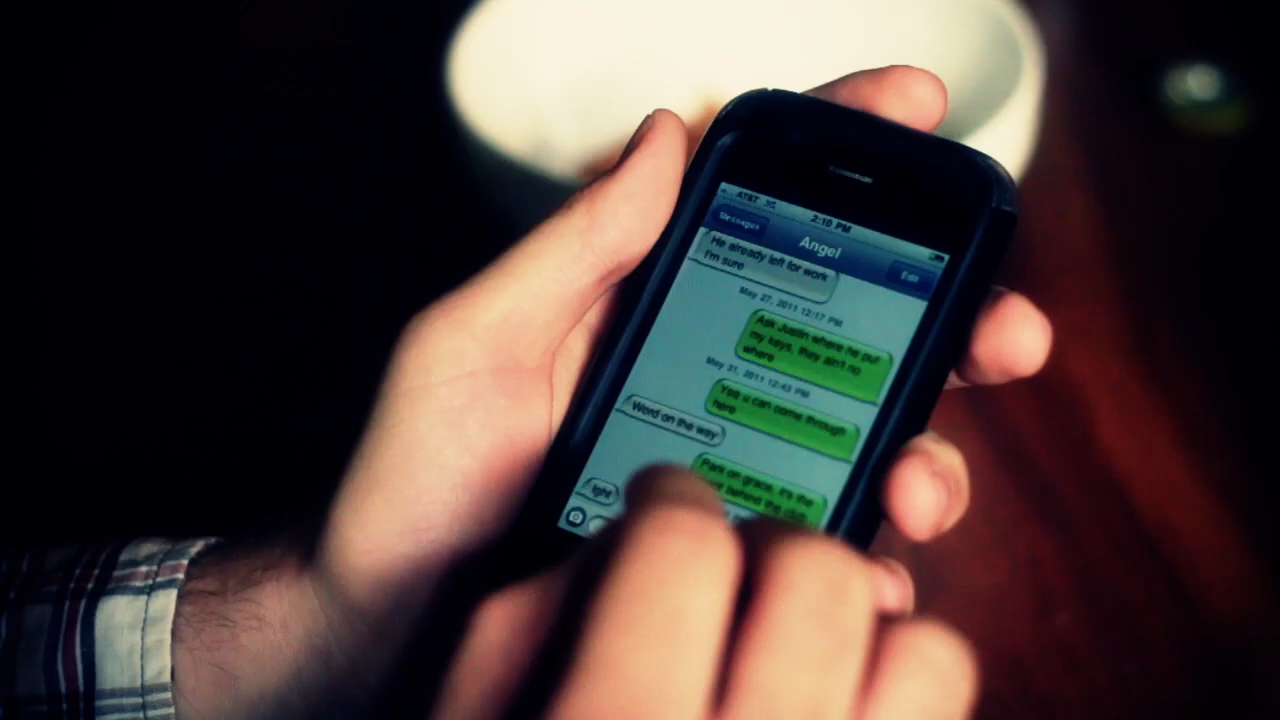 AT&T 2:10 PM
Messages Angel Edit
He already left for work
I'm sure
May 27, 2011 12:17 PM
Ask Justin where he put
my keys, they ain't no
where
May 31, 2011 12:43 PM
Yea u can come through
here
Word on the way
Park on grace, it's the
behind the
Ight